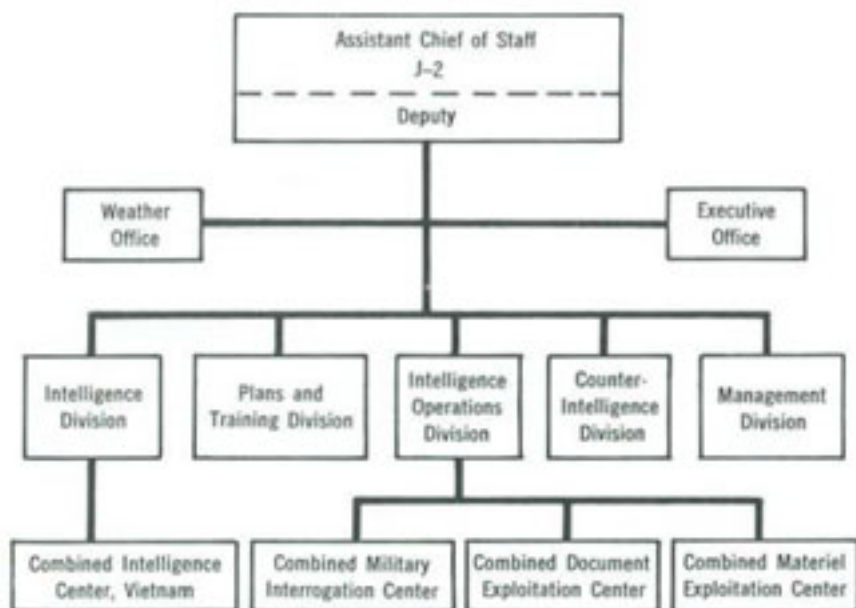 Assistant Chief of Staff
J-2
Deputy
Weather
Office
Executive
Office
Intelligence
Division
Plans and
Training Division
Intelligence
Operations
Division
Counter-
Intelligence
Division
Management
Division
Combined Intelligence
Center, Vietnam
Combined Military
Interrogation Center
Combined Document
Exploitation Center
Combined Materiel
Exploitation Center